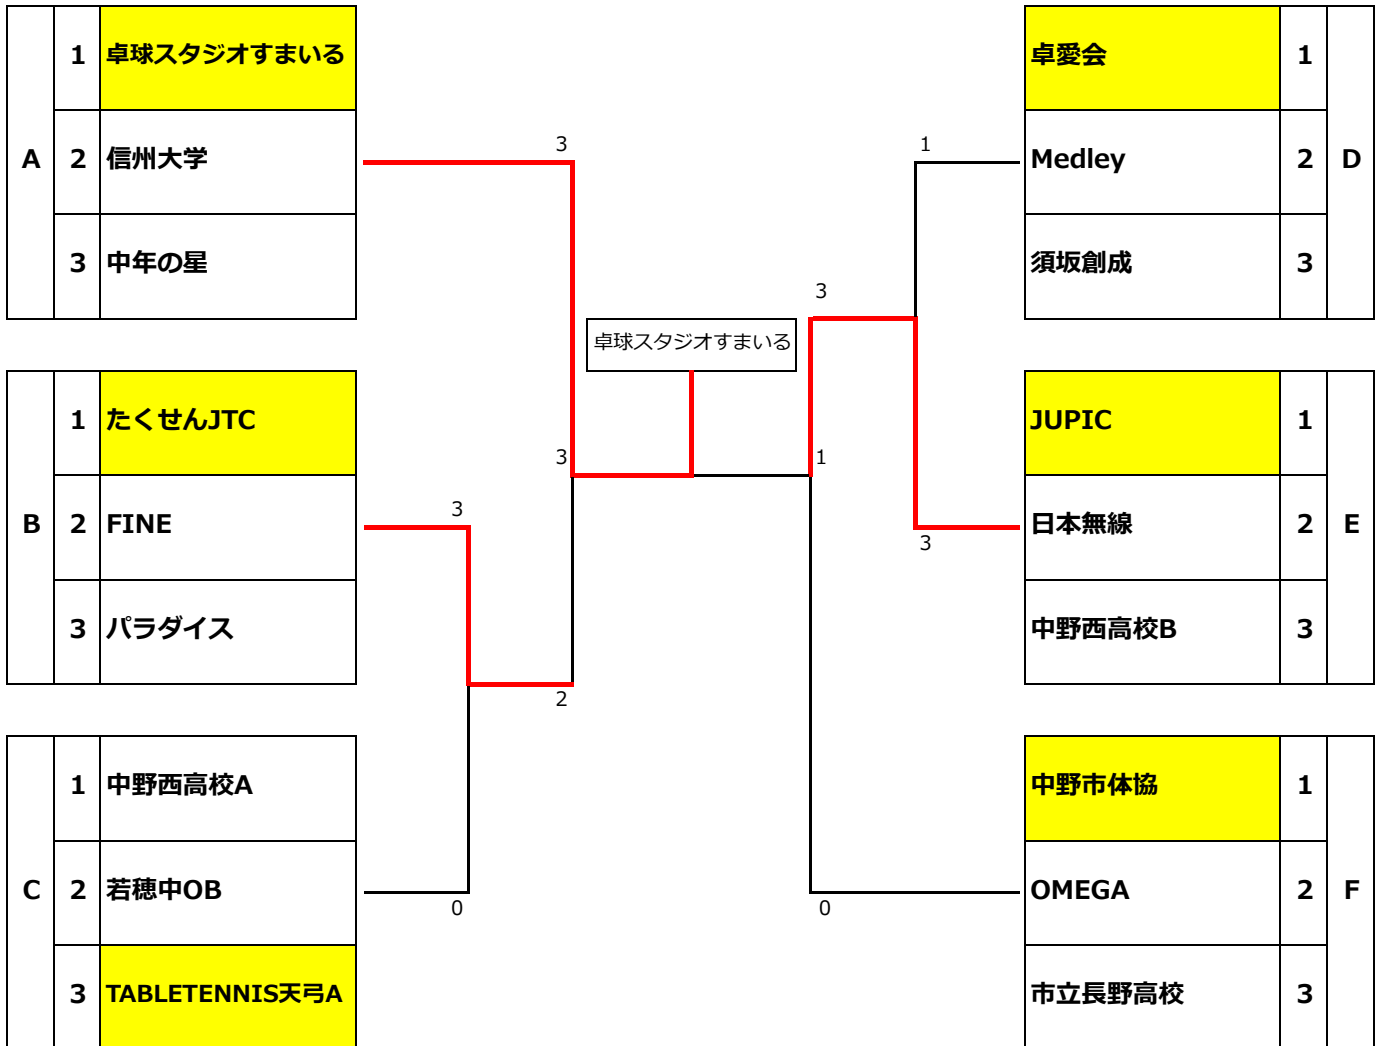 A
1 卓球スタジオすまいる
2 信州大学
3 中年の星
B
1 たくせんJTC
2 FINE
3 パラダイス
C
1 中野西高校A
2 若穂中OB
3 TABLETENNIS天弓A
3
3
3
2
0
卓球スタジオすまいる
1
3
1
3
0
卓愛会 1
Medley 2
須坂創成 3
D
JUPIC 1
日本無線 2
中野西高校B 3
E
中野市体協 1
OMEGA 2
市立長野高校 3
F